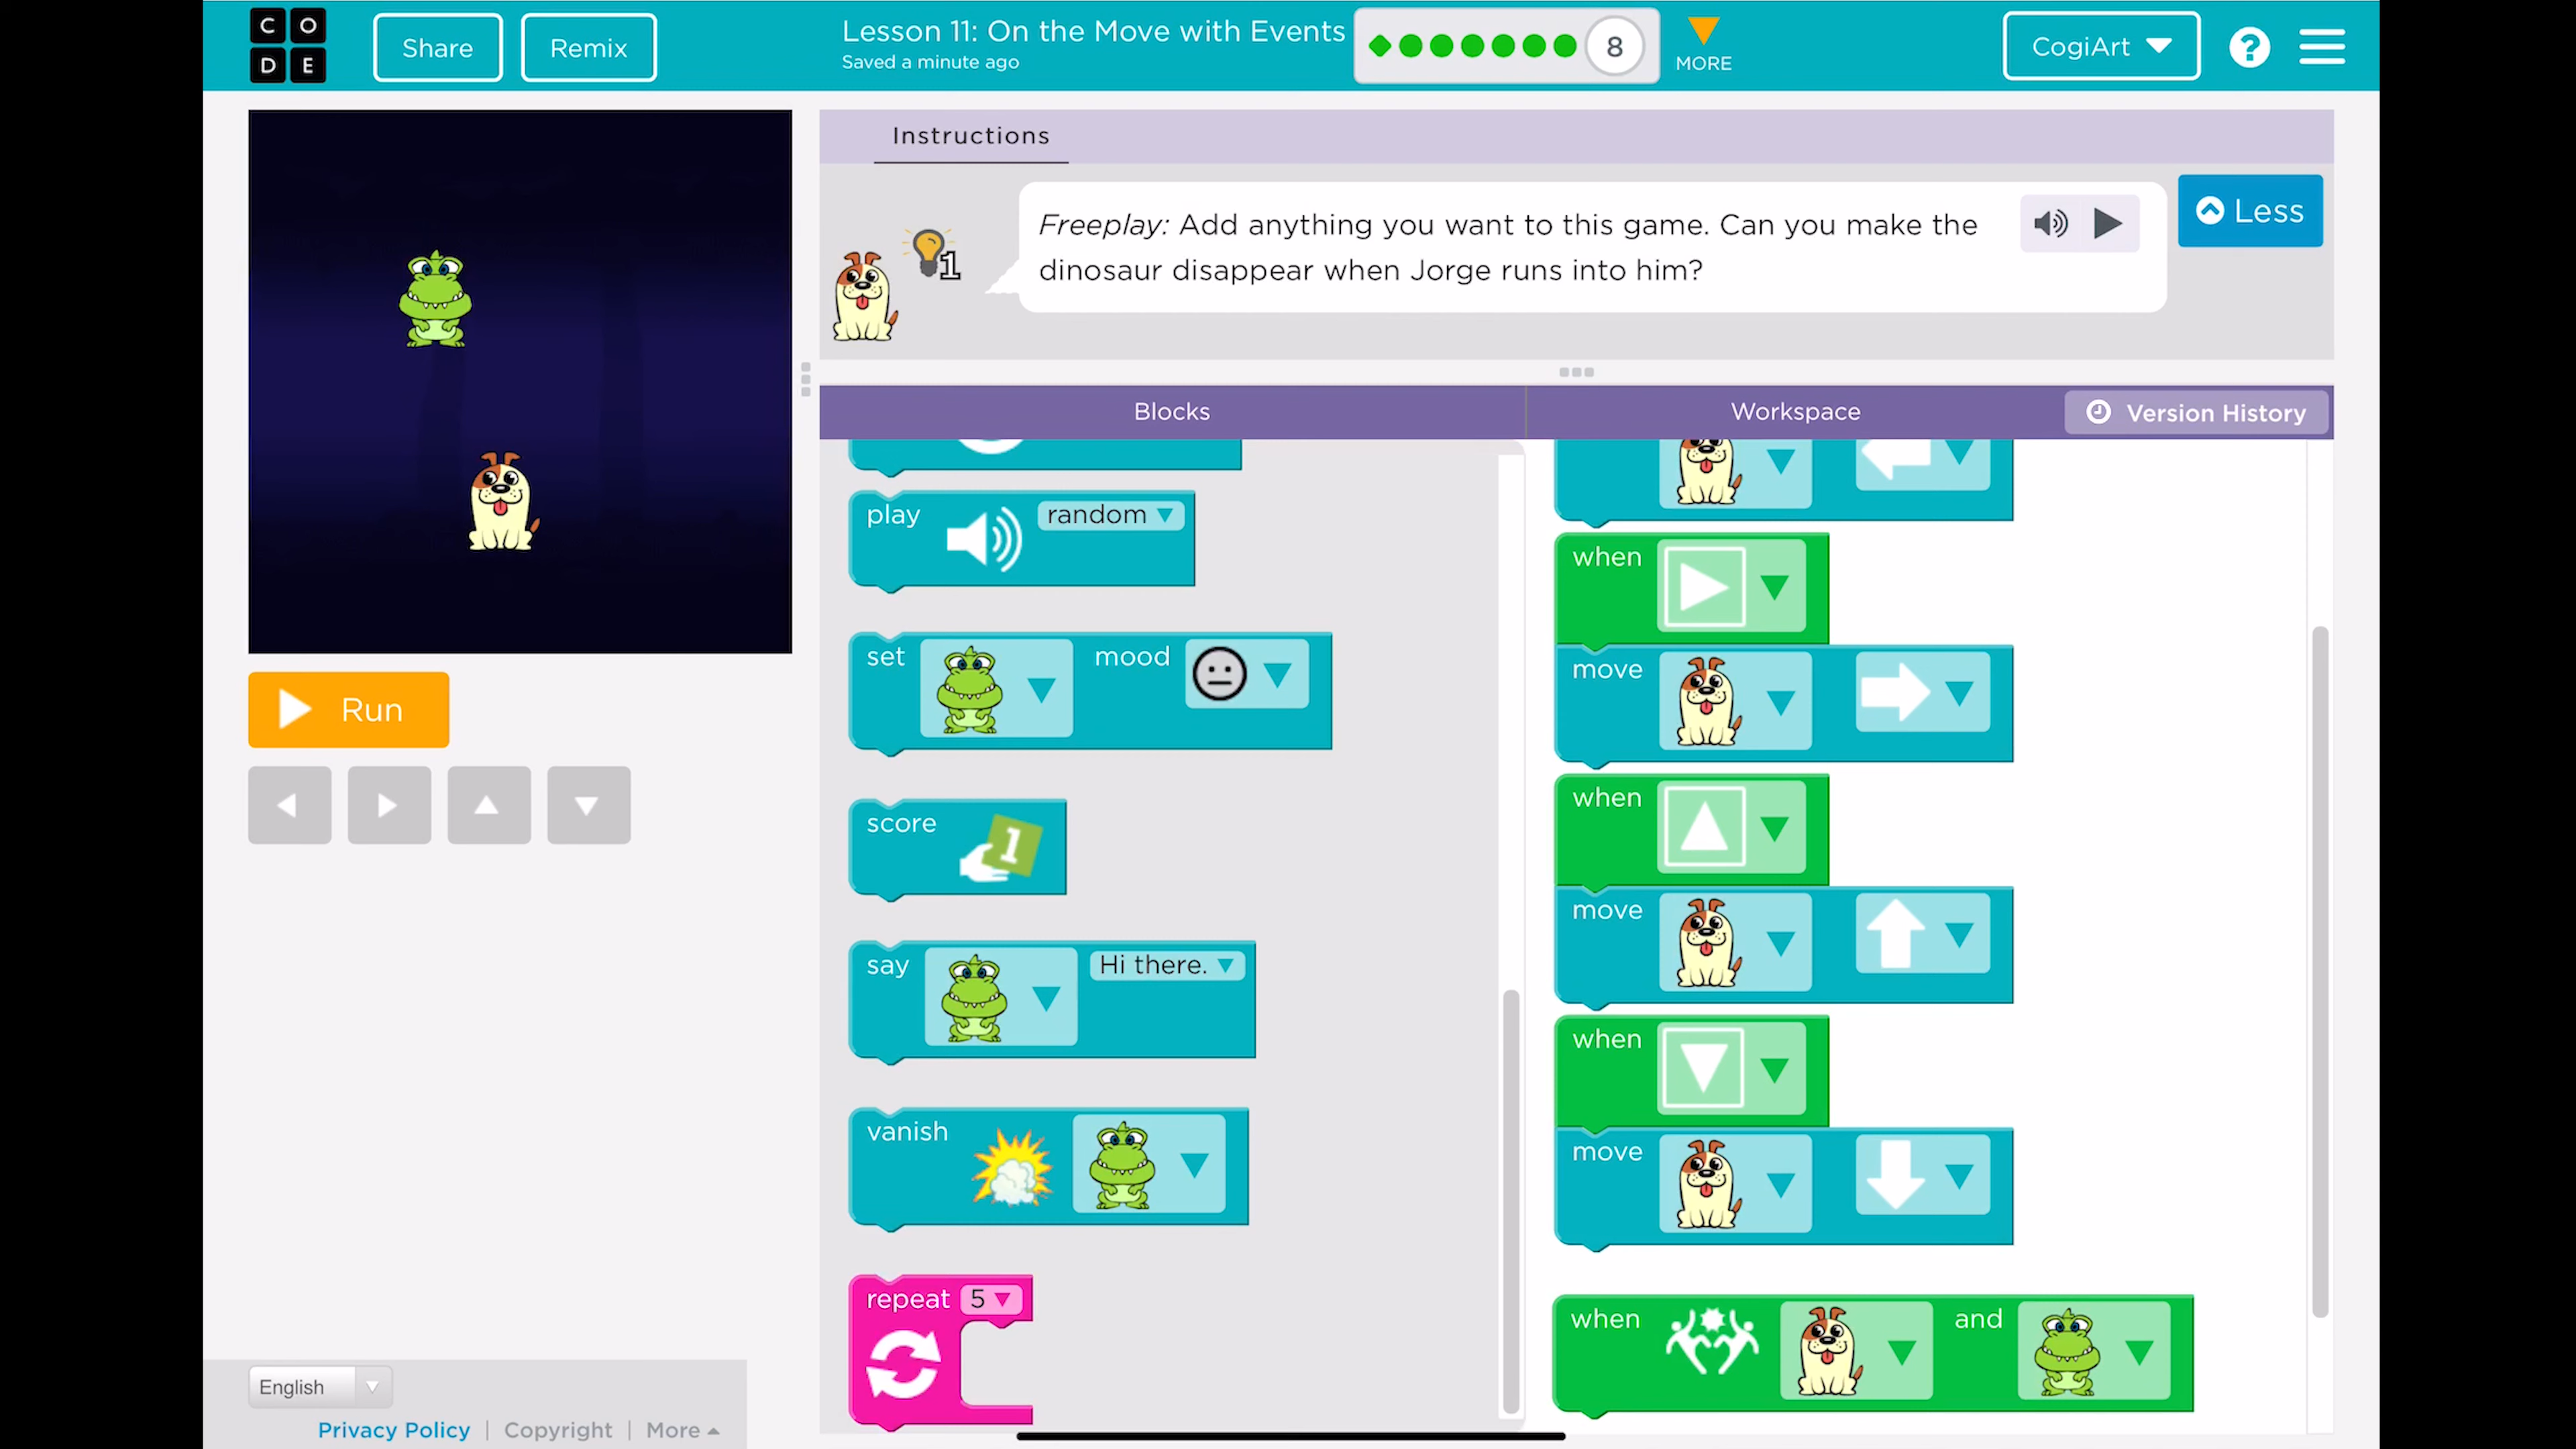 C O
D E
Share
Remix
Lesson 11: On the Move with Events
Saved a minute ago
8
MORE
CogiArt
?
Instructions
1
Freeplay: Add anything you want to this game. Can you make the
dinosaur disappear when Jorge runs into him?
Less
Blocks
Workspace
Version History
play random
set mood
score 1
say Hi there.
vanish
repeat 5
when
move
when
move
when
move
when and
Run
English
Privacy Policy | Copyright | More